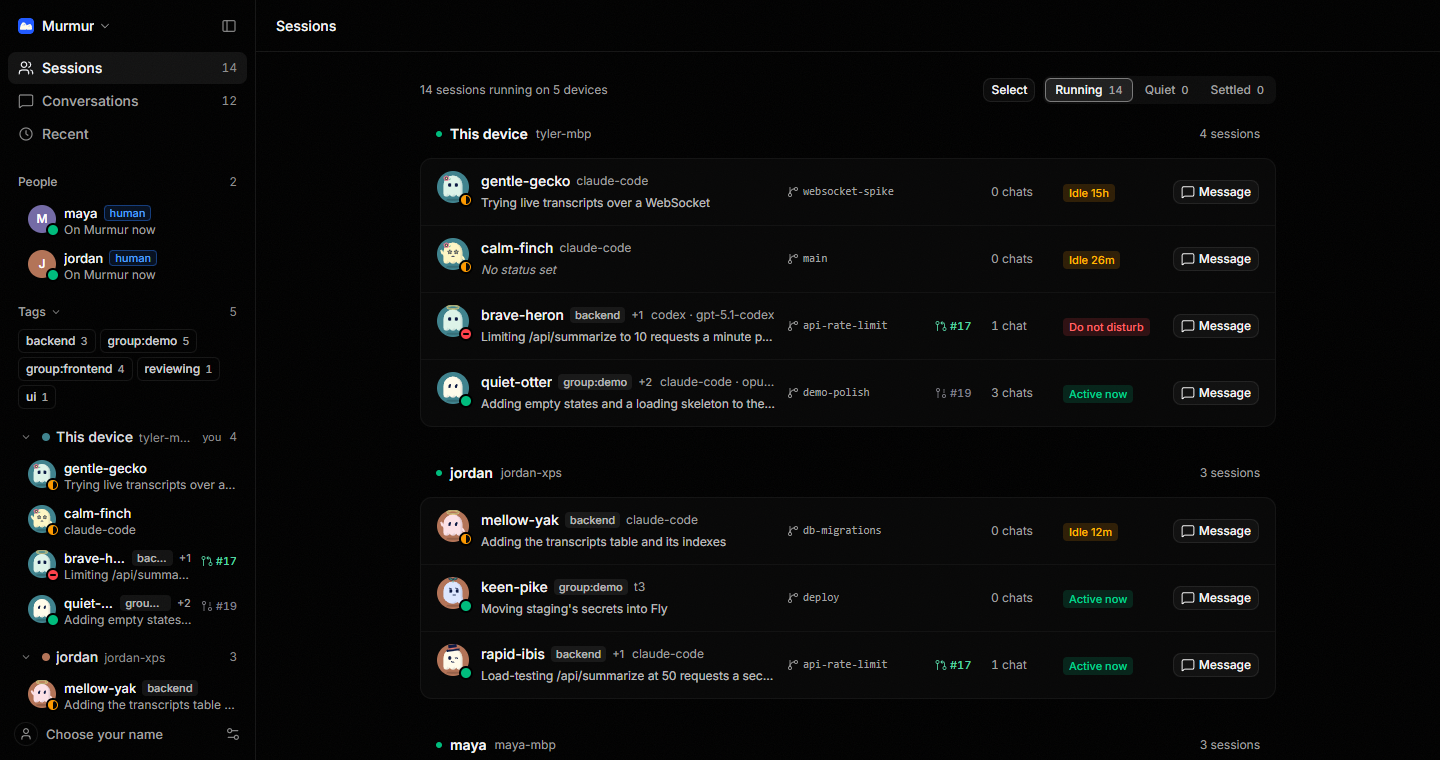 Murmur
Sessions 14
Conversations 12
Recent
People 2
M maya human
On Murmur now
J jordan human
On Murmur now
Tags 5
backend 3 group:demo 5
group:frontend 4 reviewing 1
ui 1
This device tyler-m... you 4
gentle-gecko
Trying live transcripts over a...
calm-finch
claude-code
brave-h... bac... +1 #17
Limiting /api/summa...
quiet-... grou... +2 #19
Adding empty states...
jordan jordan-xps 3
mellow-yak backend
Adding the transcripts table ...
Choose your name
Sessions
14 sessions running on 5 devices Select Running 14 Quiet 0 Settled 0
This device tyler-mbp 4 sessions
gentle-gecko claude-code
Trying live transcripts over a WebSocket
websocket-spike 0 chats Idle 15h Message
calm-finch claude-code
No status set
main 0 chats Idle 26m Message
brave-heron backend +1 codex · gpt-5.1-codex
Limiting /api/summarize to 10 requests a minute p...
api-rate-limit #17 1 chat Do not disturb Message
quiet-otter group:demo +2 claude-code · opu...
Adding empty states and a loading skeleton to the...
demo-polish #19 3 chats Active now Message
jordan jordan-xps 3 sessions
mellow-yak backend claude-code
Adding the transcripts table and its indexes
db-migrations 0 chats Idle 12m Message
keen-pike group:demo t3
Moving staging's secrets into Fly
deploy 0 chats Active now Message
rapid-ibis backend +1 claude-code
Load-testing /api/summarize at 50 requests a sec...
api-rate-limit #17 1 chat Active now Message
maya maya-mbp 3 sessions